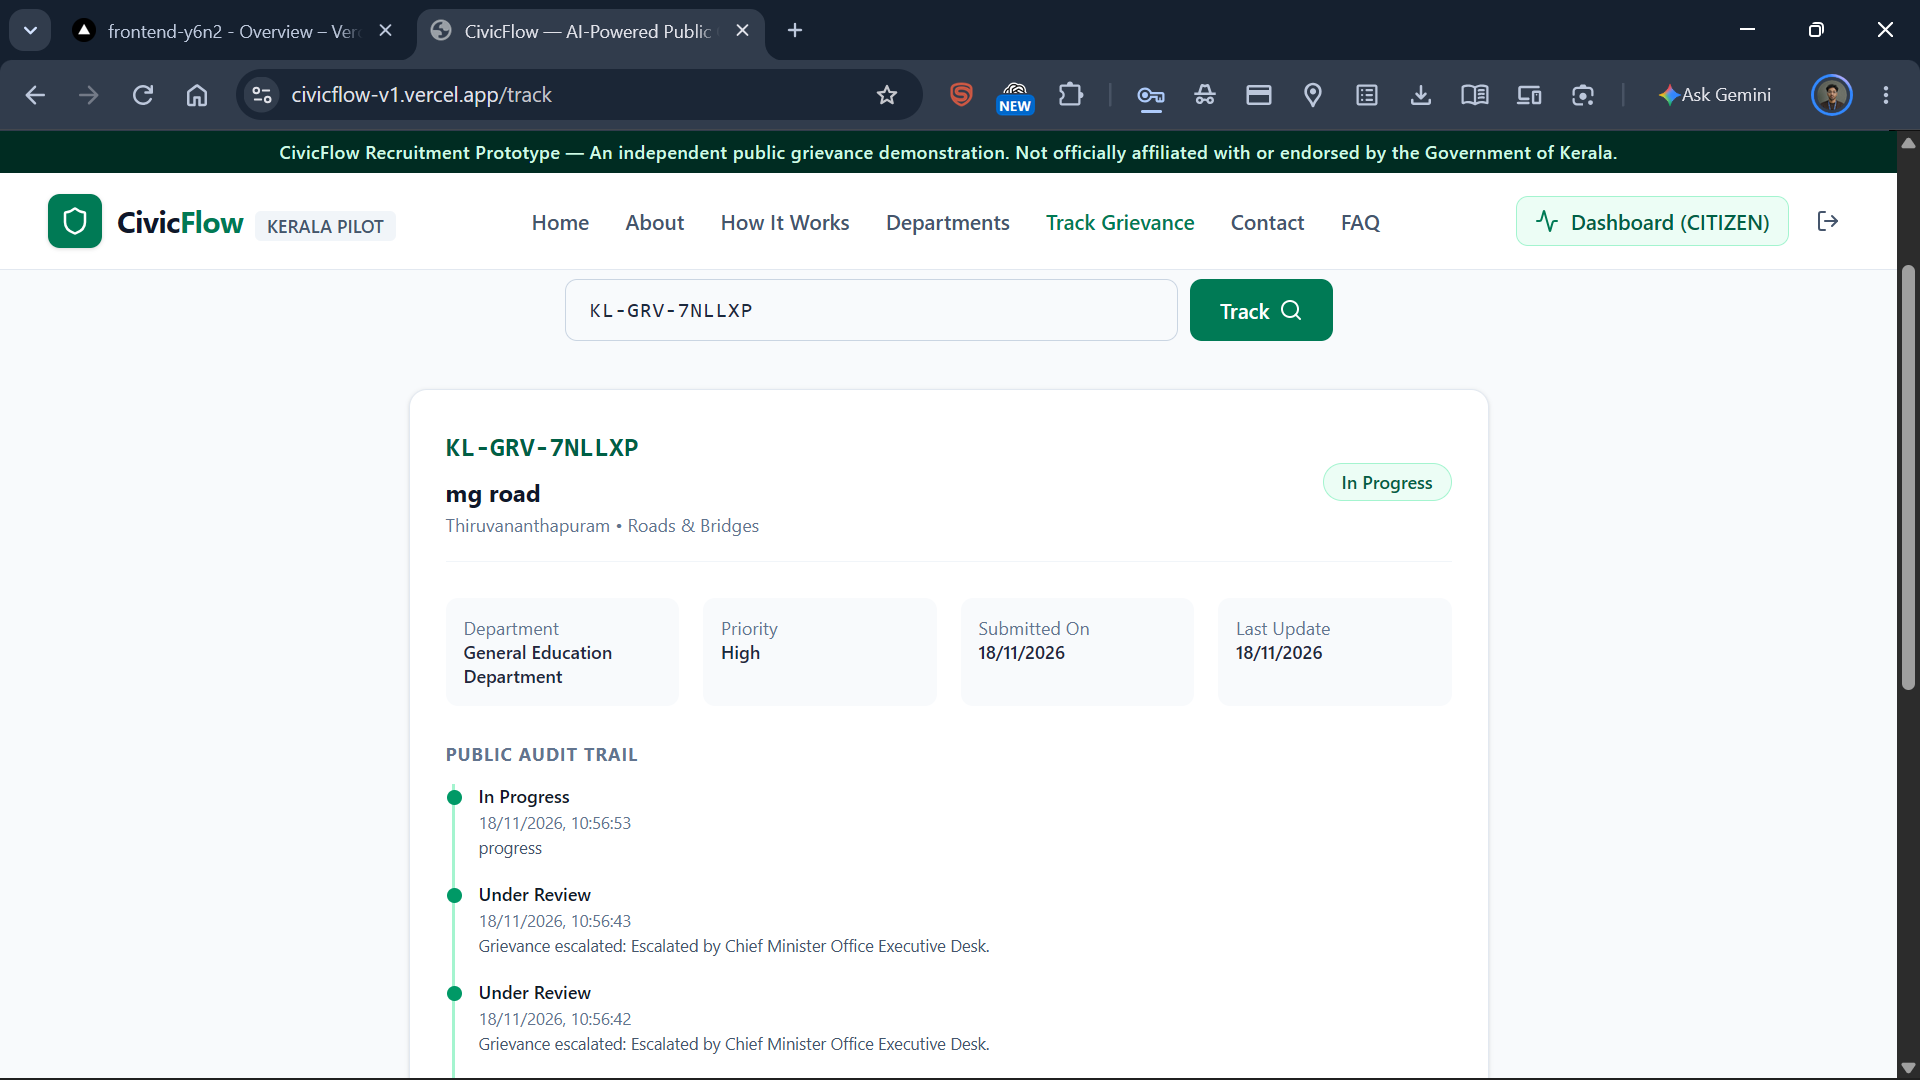 frontend-y6n2 - Overview – Ver
CivicFlow — AI-Powered Public
civicflow-v1.vercel.app/track
NEW
Ask Gemini
CivicFlow Recruitment Prototype — An independent public grievance demonstration. Not officially affiliated with or endorsed by the Government of Kerala.
CivicFlow KERALA PILOT
Home About How It Works Departments Track Grievance Contact FAQ
Dashboard (CITIZEN)
KL-GRV-7NLLXP
Track
KL-GRV-7NLLXP
mg road
In Progress
Thiruvananthapuram • Roads & Bridges
Department
General Education
Department
Priority
High
Submitted On
18/11/2026
Last Update
18/11/2026
PUBLIC AUDIT TRAIL
In Progress
18/11/2026, 10:56:53
progress
Under Review
18/11/2026, 10:56:43
Grievance escalated: Escalated by Chief Minister Office Executive Desk.
Under Review
18/11/2026, 10:56:42
Grievance escalated: Escalated by Chief Minister Office Executive Desk.